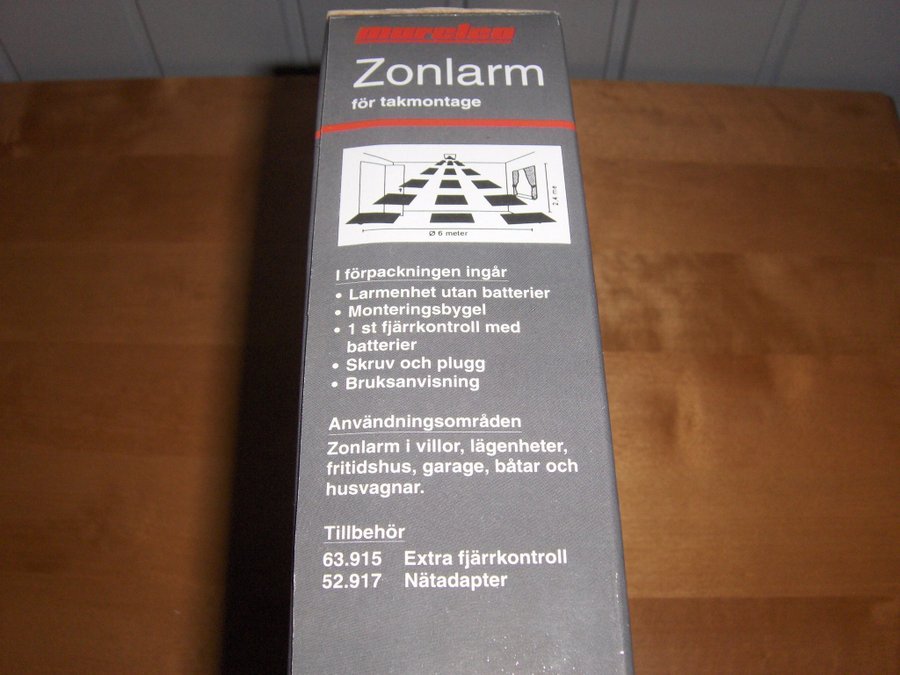 marelco
Zonlarm
för takmontage
Ø 6 meter
I förpackningen ingår
• Larmenhet utan batterier
• Monteringsbygel
• 1 st fjärrkontroll med
batterier
• Skruv och plugg
• Bruksanvisning
Användningsområden
Zonlarm i villor, lägenheter,
fritidshus, garage, båtar och
husvagnar.
Tillbehör
63.915 Extra fjärrkontroll
52.917 Nätadapter